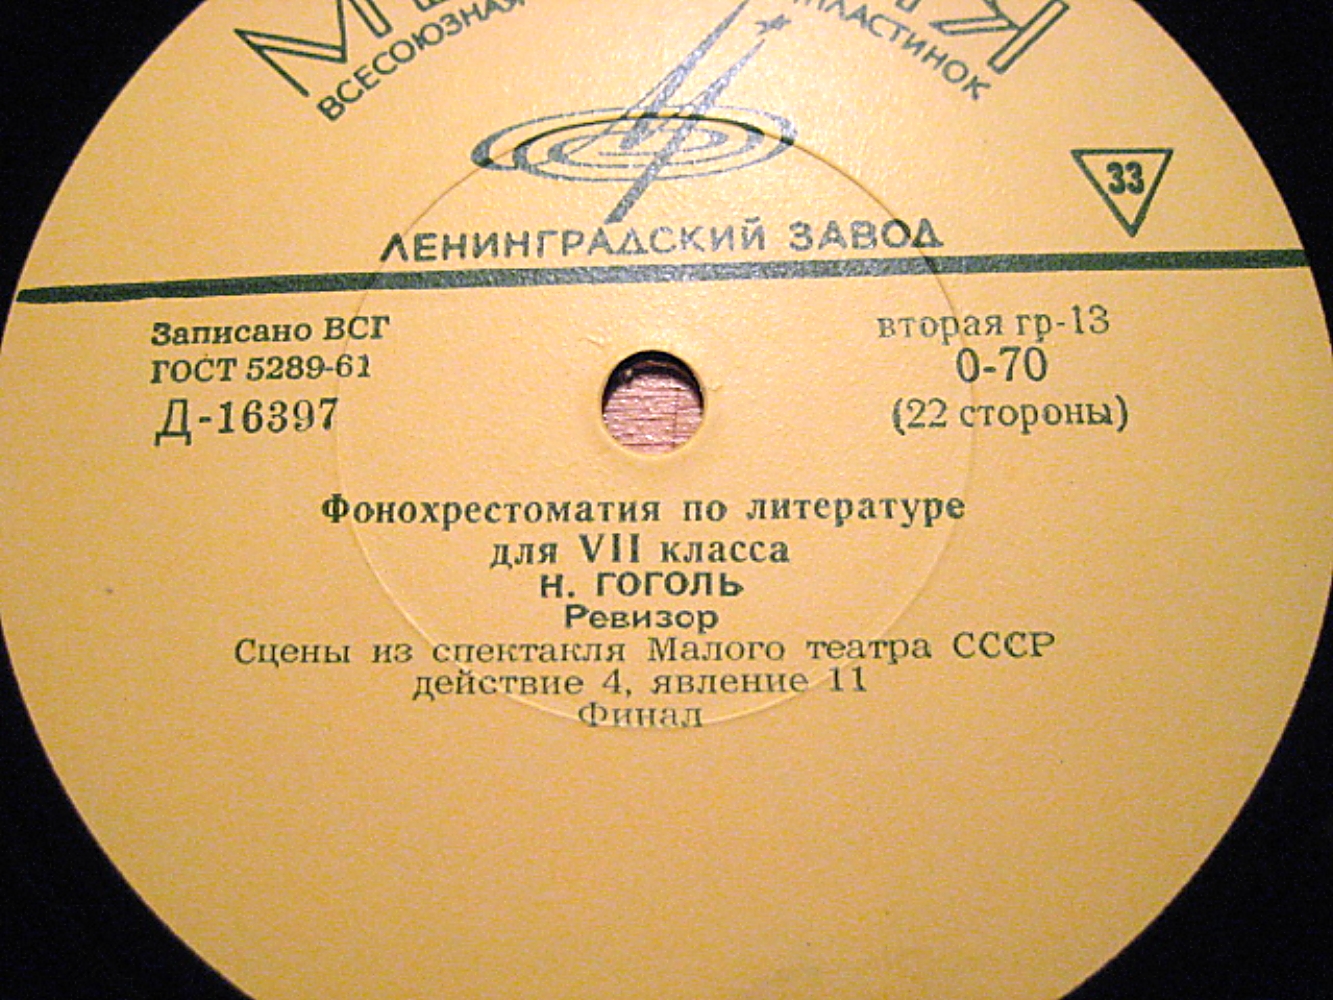 ВСЕСОЮЗНАЯ
ПЛАСТИНОК
33
ЛЕНИНГРАДСКИЙ ЗАВОД
Записано ВСГ
ГОСТ 5289-61
Д-16397
вторая гр-13
0-70
(22 стороны)
Фонохрестоматия по литературе
для VII класса
Н. ГОГОЛЬ
Ревизор
Сцены из спектакля Малого театра СССР
действие 4, явление 11
Финал